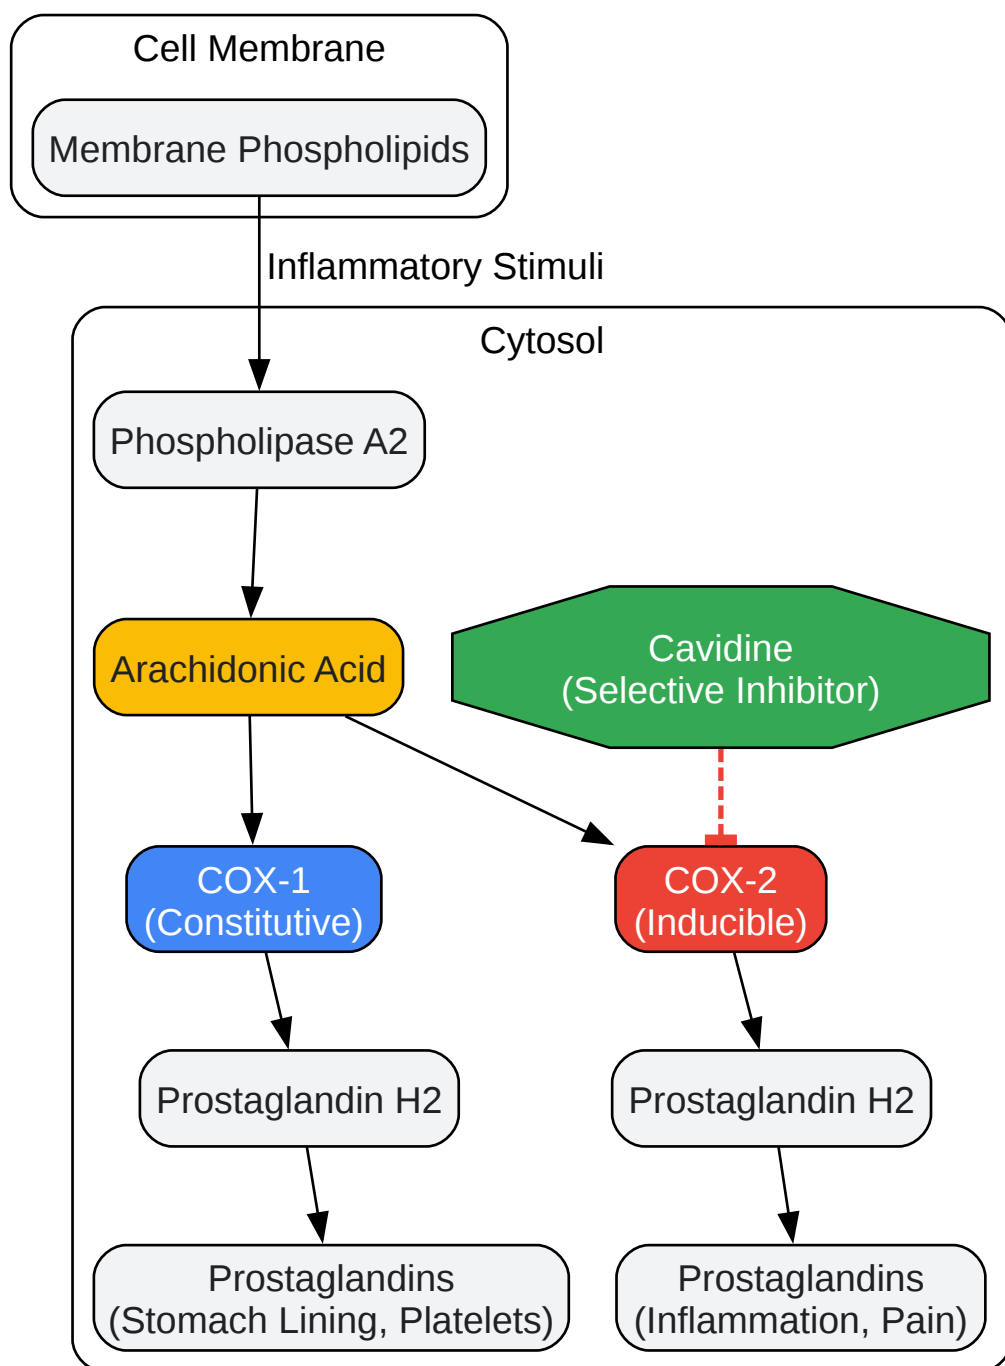 Cell Membrane
Membrane Phospholipids
Inflammatory Stimuli
Cytosol
Phospholipase A2
Arachidonic Acid
Cavidine
(Selective Inhibitor)
COX-1
(Constitutive)
COX-2
(Inducible)
Prostaglandin H2
Prostaglandin H2
Prostaglandins
(Stomach Lining, Platelets)
Prostaglandins
(Inflammation, Pain)